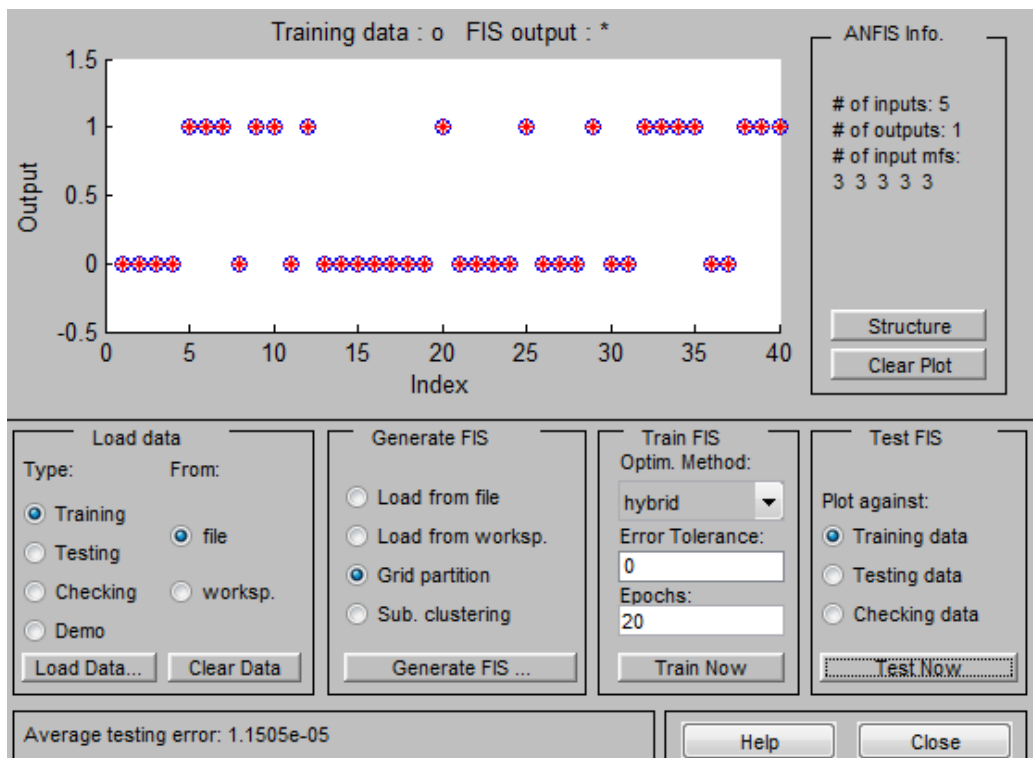 Training data : o   FIS output : *
1.5
1
0.5
0
-0.5
Output
0 5 10 15 20 25 30 35 40
Index
ANFIS Info.
# of inputs: 5
# of outputs: 1
# of input mfs:
3 3 3 3 3
Structure
Clear Plot
Load data
Type:
From:
Training
Testing
Checking
Demo
file
worksp.
Load Data...
Clear Data
Generate FIS
Load from file
Load from worksp.
Grid partition
Sub. clustering
Generate FIS ...
Train FIS
Optim. Method:
hybrid
Error Tolerance:
0
Epochs:
20
Train Now
Test FIS
Plot against:
Training data
Testing data
Checking data
Test Now
Average testing error: 1.1505e-05
Help
Close